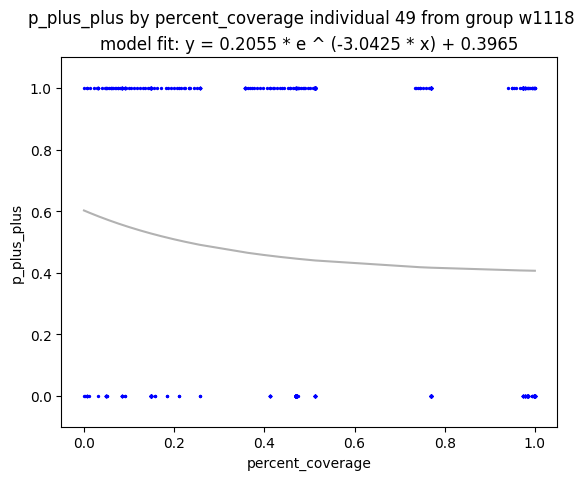 p_plus_plus by percent_coverage individual 49 from group w1118
model fit: y = 0.2055 * e ^ (-3.0425 * x) + 0.3965
1.0
0.8
0.6
0.4
0.2
0.0
p_plus_plus
0.0 0.2 0.4 0.6 0.8 1.0
percent_coverage